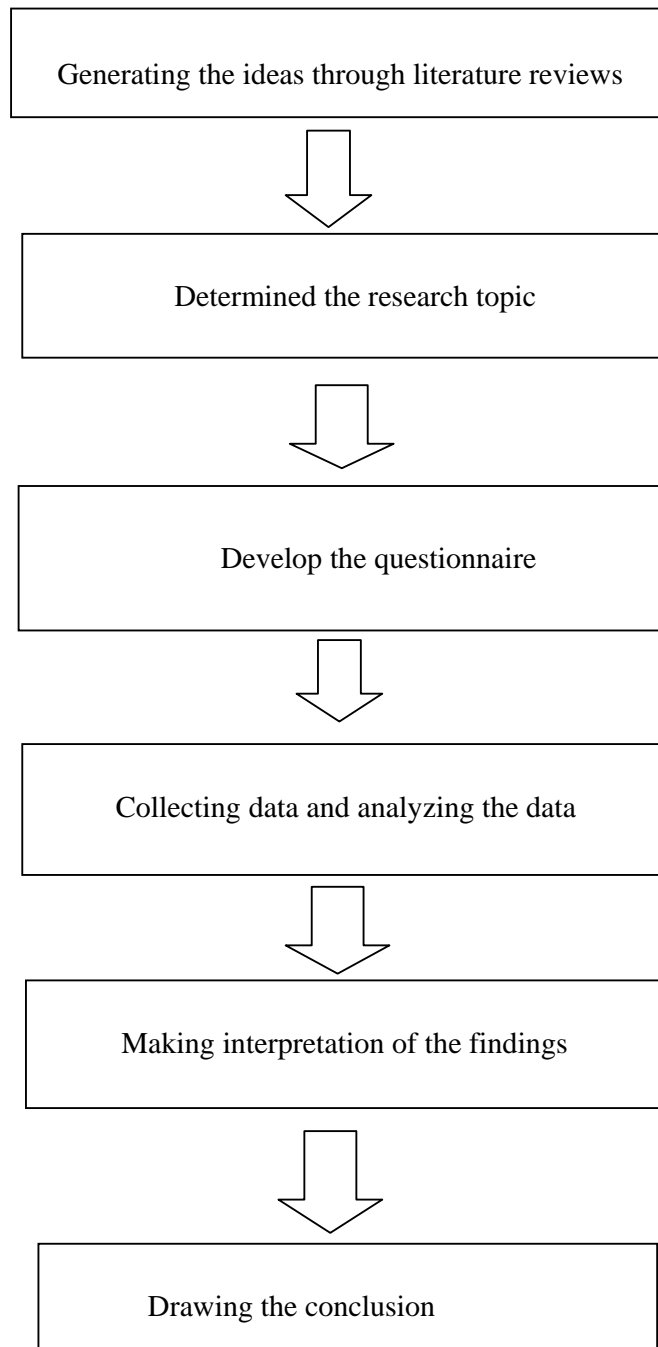 Generating the ideas through literature reviews
Determined the research topic
Develop the questionnaire
Collecting data and analyzing the data
Making interpretation of the findings
Drawing the conclusion